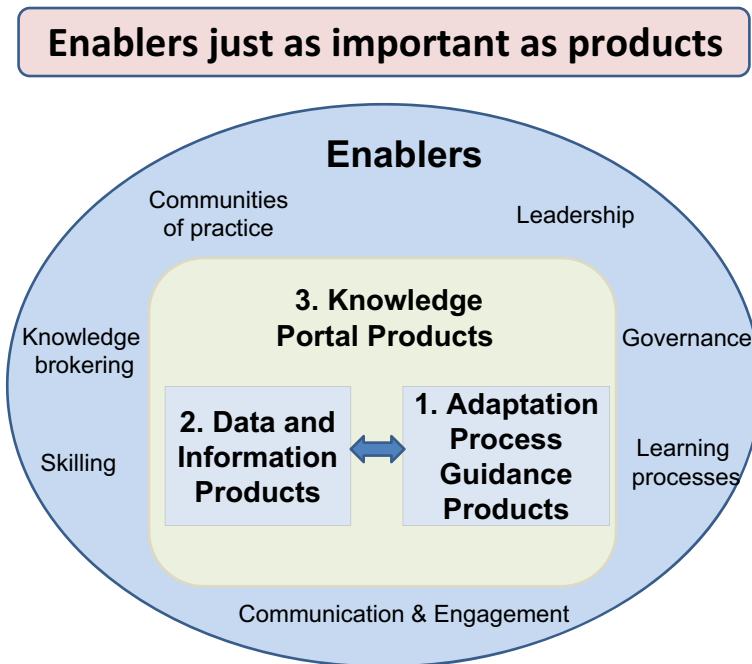 Enablers just as important as products
Enablers
Communities
of practice
Leadership
3. Knowledge
Portal Products
Knowledge
brokering
Governance
2. Data and
Information
Products
1. Adaptation
Process
Guidance
Products
Skilling
Learning
processes
Communication & Engagement